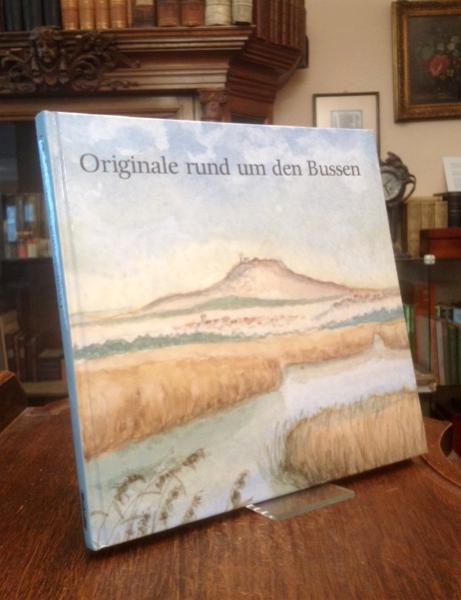 Originale rund um den Bussen